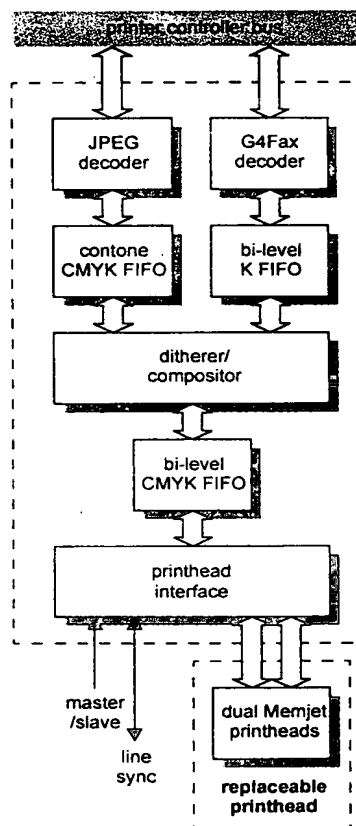 printer controller bus
JPEG
decoder
G4Fax
decoder
contone
CMYK FIFO
bi-level
K FIFO
ditherer/
compositor
bi-level
CMYK FIFO
printhead
interface
master
/slave
line
sync
dual Memjet
printheads
replaceable
printhead